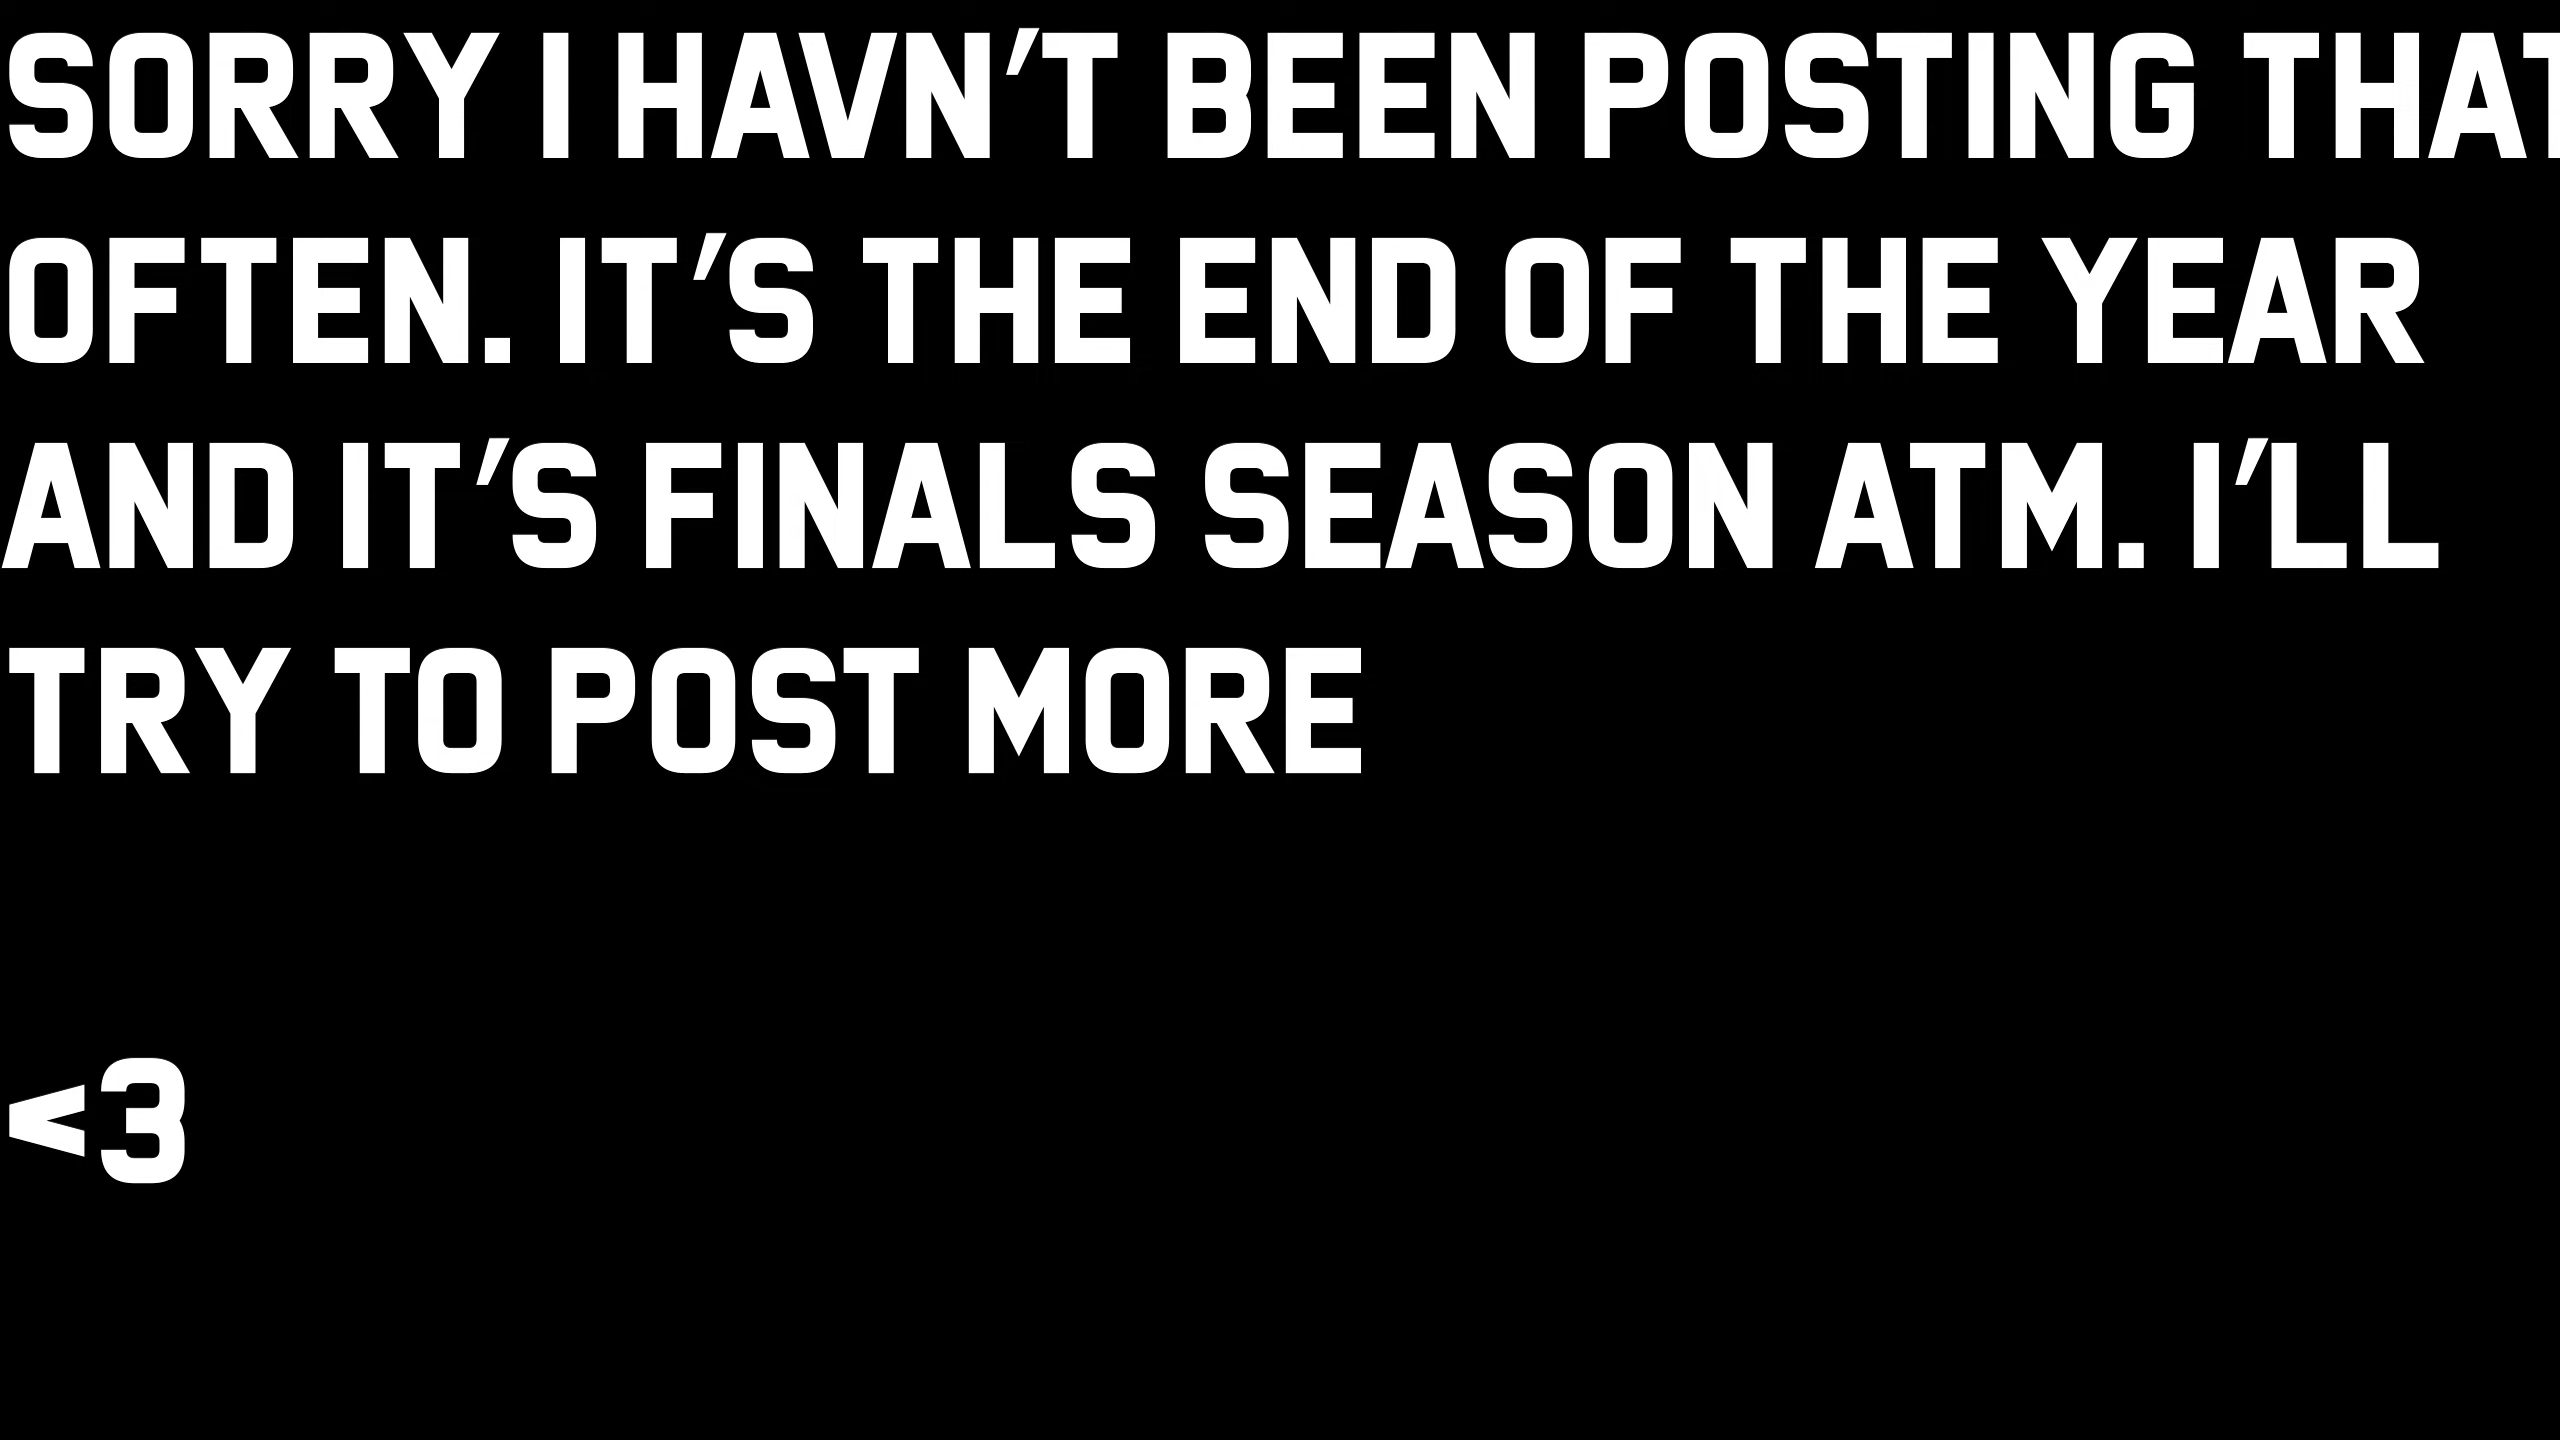 SORRY I HAVN’T BEEN POSTING THAT
OFTEN. IT’S THE END OF THE YEAR
AND IT’S FINALS SEASON ATM. I’LL
TRY TO POST MORE
<3